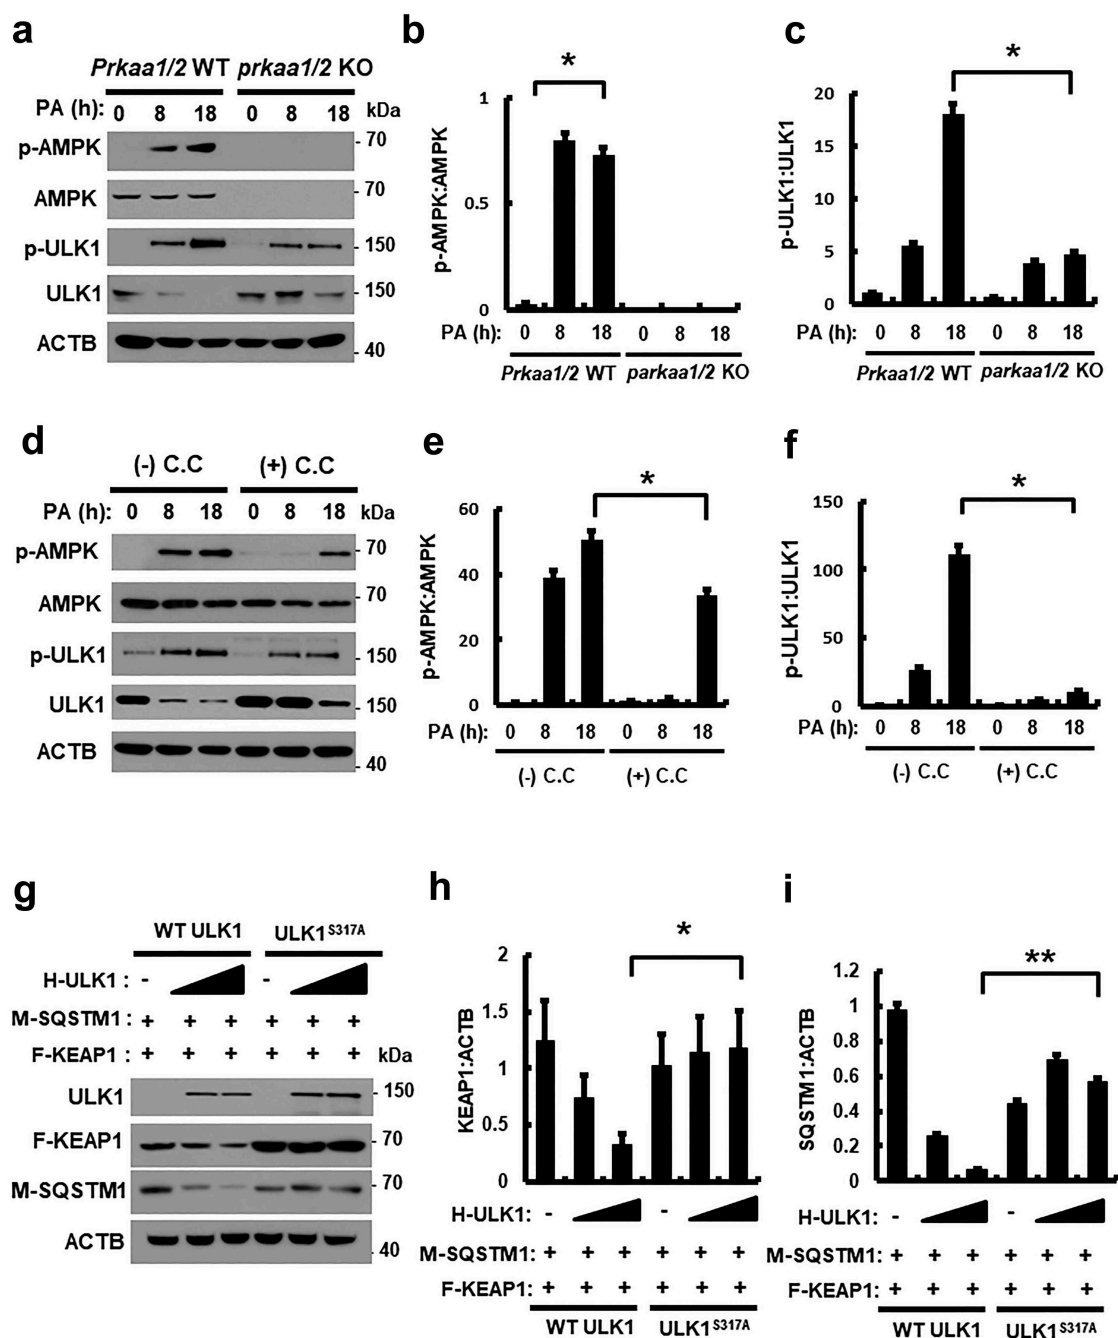 a
Prkaa1/2 WT prkaa1/2 KO
PA (h): 0 8 18 0 8 18 kDa
p-AMPK - 70
AMPK - 70
p-ULK1 - 150
ULK1 - 150
ACTB - 40
b
*
p-AMPK:AMPK
1
0.5
0
PA (h): 0 8 18 0 8 18
Prkaa1/2 WT parkaa1/2 KO
c
*
p-ULK1:ULK1
20
15
10
5
0
PA (h): 0 8 18 0 8 18
Prkaa1/2 WT parkaa1/2 KO
d
(-) C.C (+) C.C
PA (h): 0 8 18 0 8 18 kDa
p-AMPK - 70
AMPK - 70
p-ULK1 - 150
ULK1 - 150
ACTB - 40
e
*
p-AMPK:AMPK
60
40
20
0
PA (h): 0 8 18 0 8 18
(-) C.C (+) C.C
f
*
p-ULK1:ULK1
150
100
50
0
PA (h): 0 8 18 0 8 18
(-) C.C (+) C.C
g
WT ULK1 ULK1 S317A
H-ULK1 : - -
M-SQSTM1 : + + + + + +
F-KEAP1 : + + + + + + kDa
ULK1 - 150
F-KEAP1 - 70
M-SQSTM1 - 70
ACTB - 40
h
*
KEAP1:ACTB
2
1.5
1
0.5
0
H-ULK1: - -
M-SQSTM1: + + + + + +
F-KEAP1: + + + + + +
WT ULK1 ULK1 S317A
i
**
SQSTM1:ACTB
1.2
1
0.8
0.6
0.4
0.2
0
H-ULK1: - -
M-SQSTM1: + + + + + +
F-KEAP1: + + + + + +
WT ULK1 ULK1 S317A